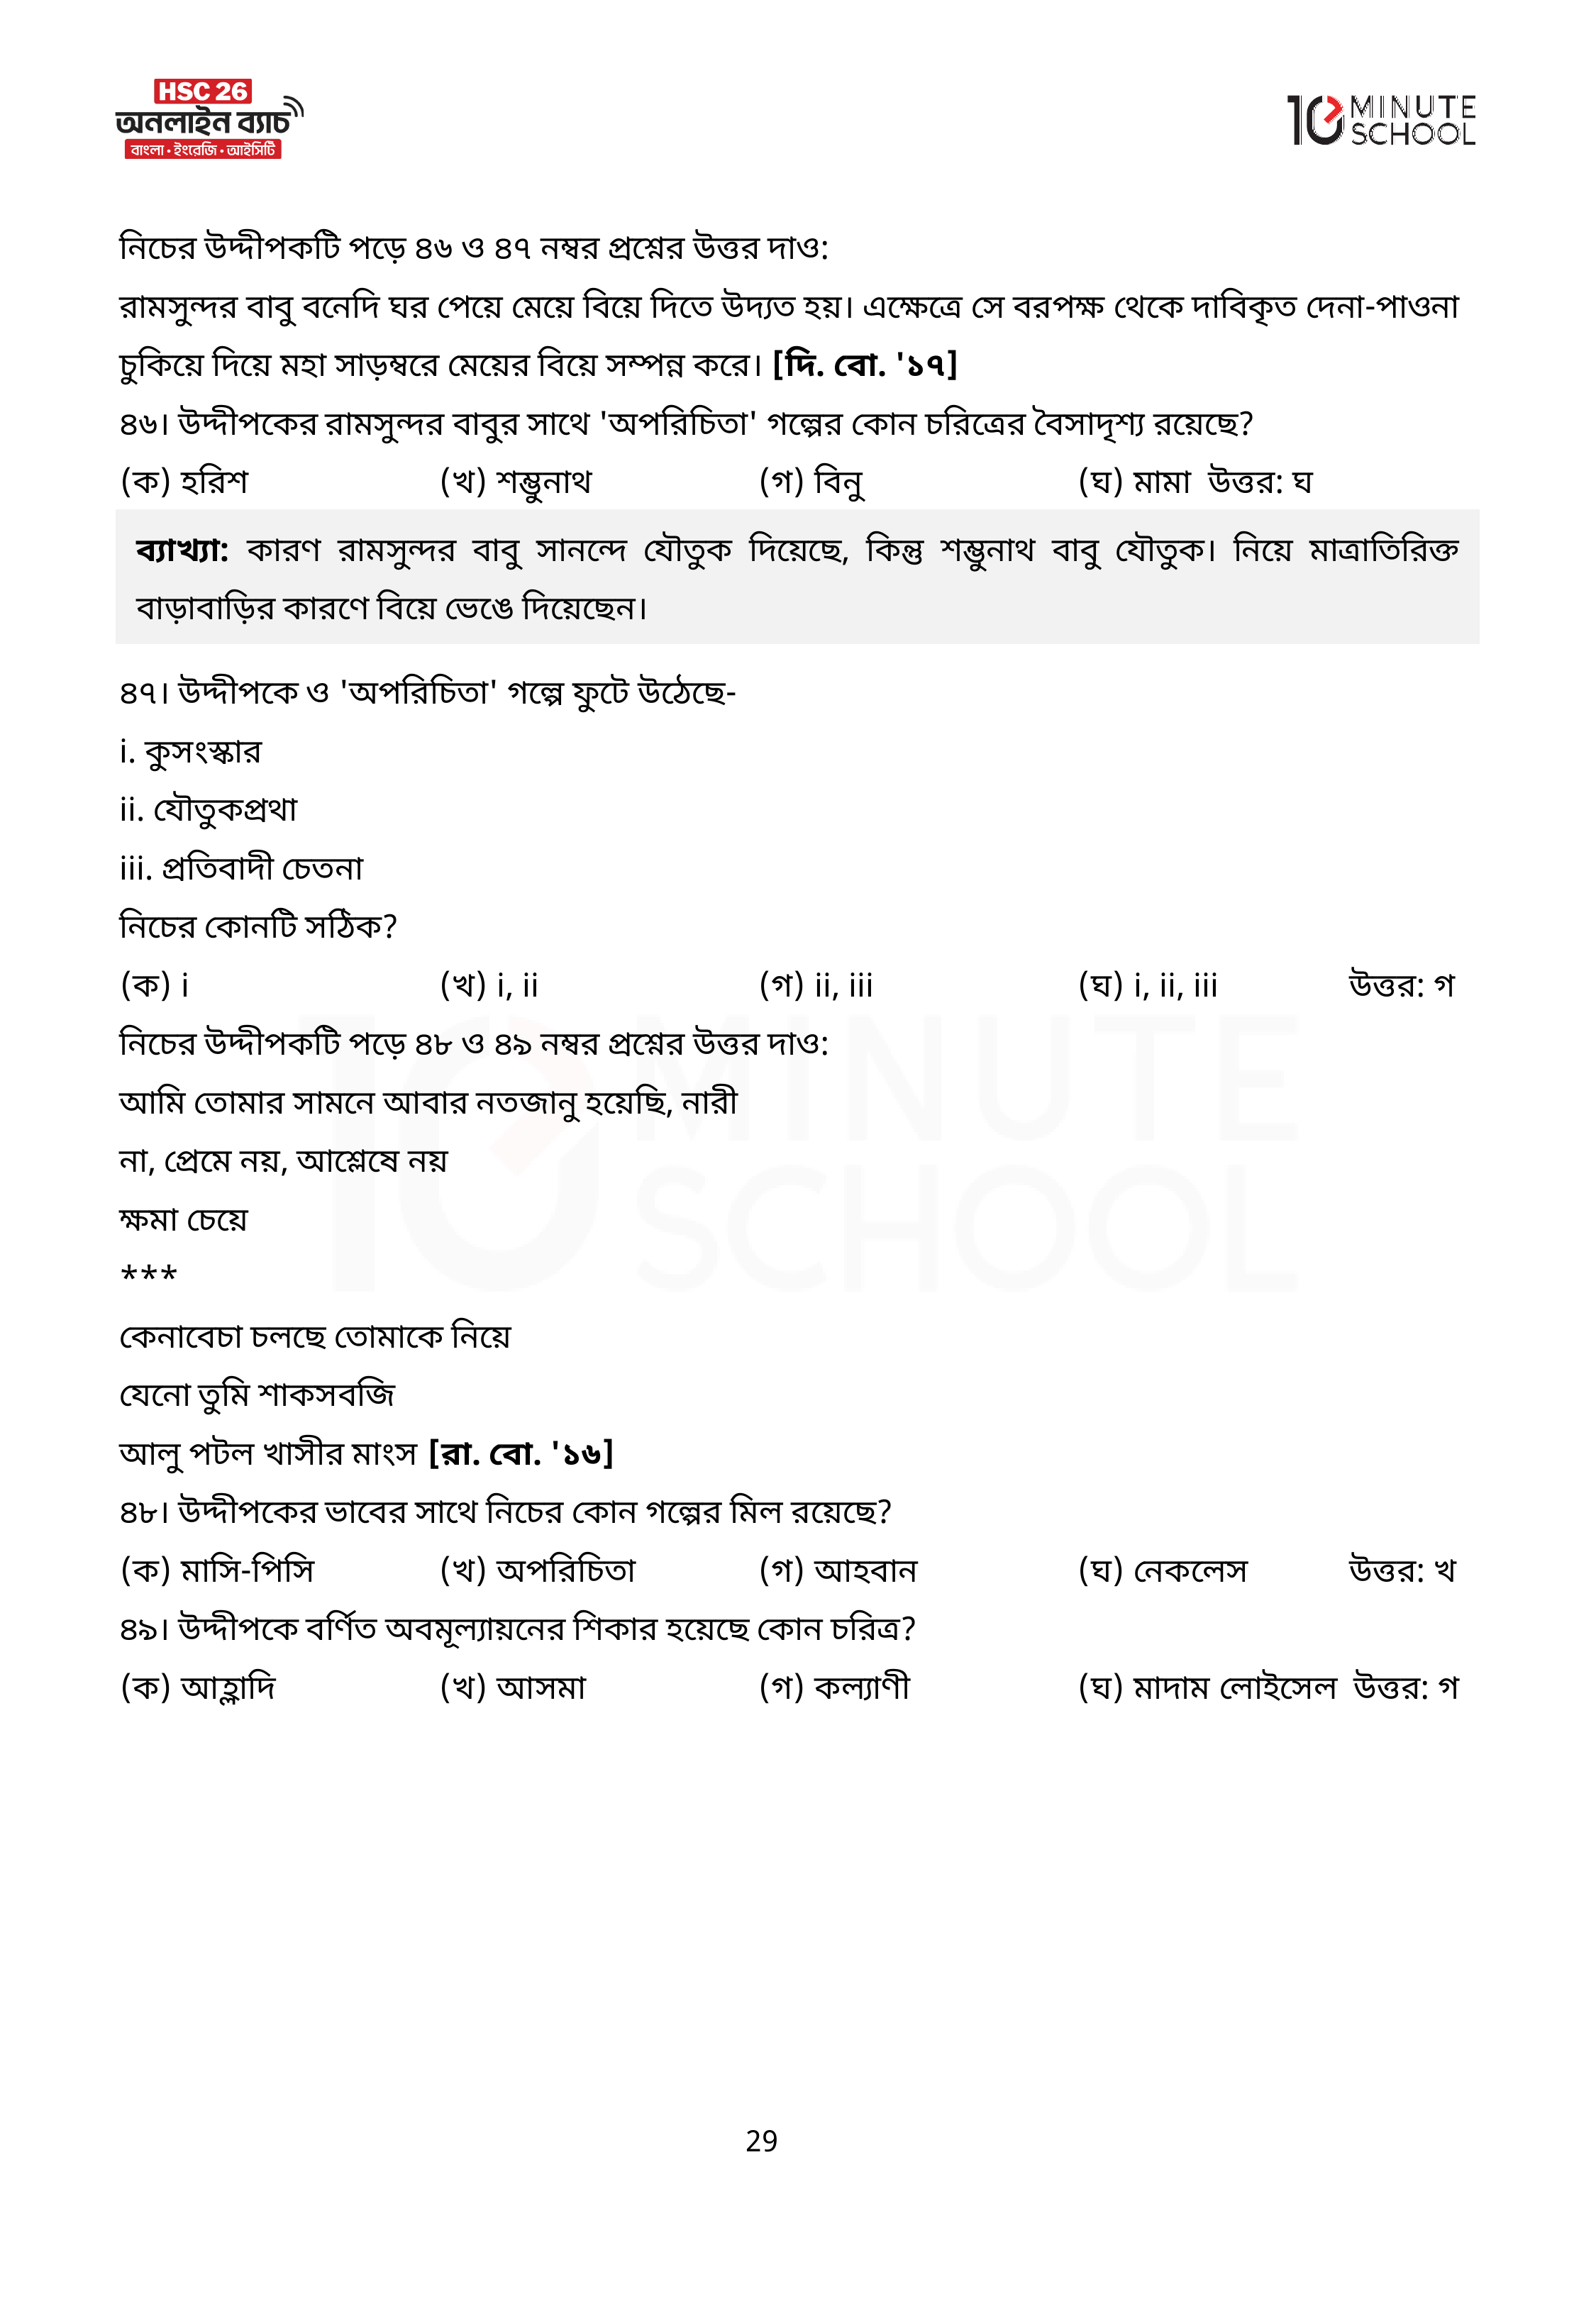 HSC 26
অনলাইন ব্যাচ
বাংলা • ইংরেজি • আইসিটি
10 MINUTE SCHOOL
নিচের উদ্দীপকটি পড়ে ৪৬ ও ৪৭ নম্বর প্রশ্নের উত্তর দাও:
রামসুন্দর বাবু বনেদি ঘর পেয়ে মেয়ে বিয়ে দিতে উদ্যত হয়। এক্ষেত্রে সে বরপক্ষ থেকে দাবিকৃত দেনা-পাওনা
চুকিয়ে দিয়ে মহা সাড়ম্বরে মেয়ের বিয়ে সম্পন্ন করে। [দি. বো. '১৭]
৪৬। উদ্দীপকের রামসুন্দর বাবুর সাথে 'অপরিচিতা' গল্পের কোন চরিত্রের বৈসাদৃশ্য রয়েছে?
(ক) হরিশ (খ) শম্ভুনাথ (গ) বিনু (ঘ) মামা উত্তর: ঘ
ব্যাখ্যা: কারণ রামসুন্দর বাবু সানন্দে যৌতুক দিয়েছে, কিন্তু শম্ভুনাথ বাবু যৌতুক। নিয়ে মাত্রাতিরিক্ত
বাড়াবাড়ির কারণে বিয়ে ভেঙে দিয়েছেন।
৪৭। উদ্দীপকে ও 'অপরিচিতা' গল্পে ফুটে উঠেছে-
i. কুসংস্কার
ii. যৌতুকপ্রথা
iii. প্রতিবাদী চেতনা
নিচের কোনটি সঠিক?
(ক) i (খ) i, ii (গ) ii, iii (ঘ) i, ii, iii উত্তর: গ
নিচের উদ্দীপকটি পড়ে ৪৮ ও ৪৯ নম্বর প্রশ্নের উত্তর দাও:
আমি তোমার সামনে আবার নতজানু হয়েছি, নারী
না, প্রেমে নয়, আশ্লেষে নয়
ক্ষমা চেয়ে
***
কেনাবেচা চলছে তোমাকে নিয়ে
যেনো তুমি শাকসবজি
আলু পটল খাসীর মাংস [রা. বো. '১৬]
৪৮। উদ্দীপকের ভাবের সাথে নিচের কোন গল্পের মিল রয়েছে?
(ক) মাসি-পিসি (খ) অপরিচিতা (গ) আহবান (ঘ) নেকলেস উত্তর: খ
৪৯। উদ্দীপকে বর্ণিত অবমূল্যায়নের শিকার হয়েছে কোন চরিত্র?
(ক) আহ্লাদি (খ) আসমা (গ) কল্যাণী (ঘ) মাদাম লোইসেল উত্তর: গ
29